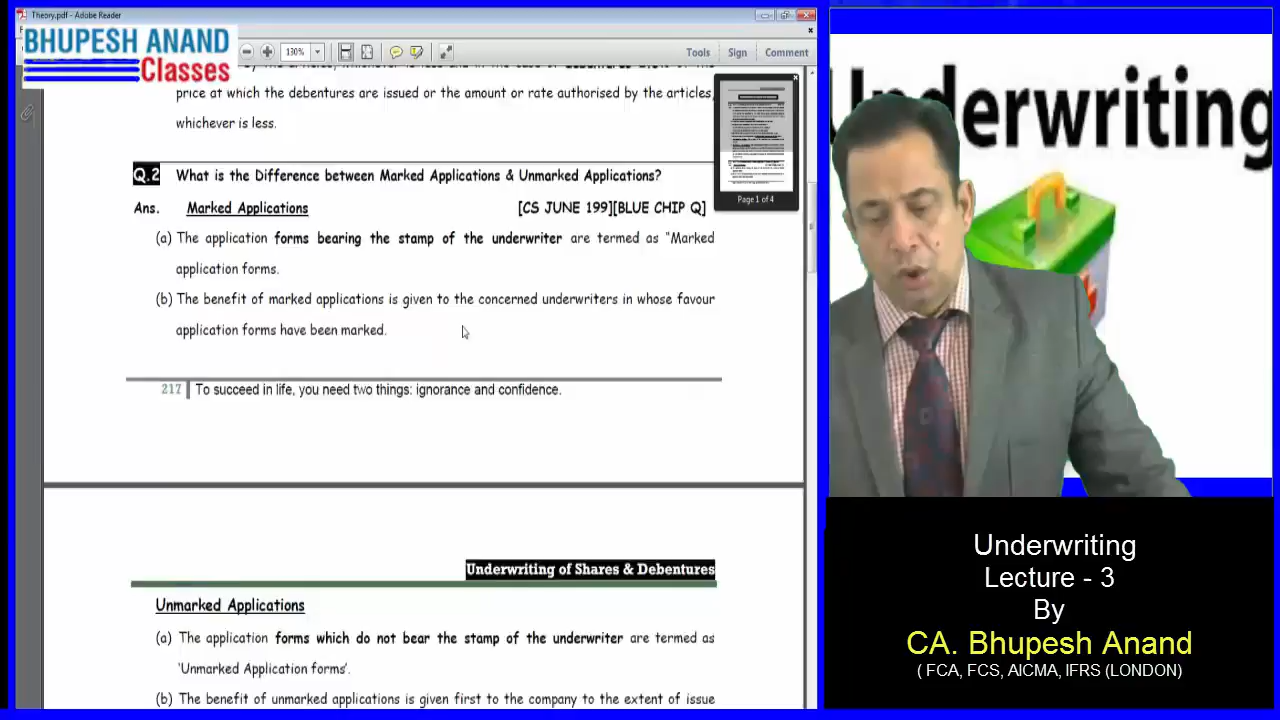 Theory.pdf - Adobe Reader
BHUPESH ANAND
Classes
130%
Tools Sign Comment
price at which the debentures are issued or the amount or rate authorised by the articles,
whichever is less.
Q.2 What is the Difference between Marked Applications & Unmarked Applications?
Ans. Marked Applications [CS JUNE 199][BLUE CHIP Q]
(a) The application forms bearing the stamp of the underwriter are termed as “Marked
application forms.
(b) The benefit of marked applications is given to the concerned underwriters in whose favour
application forms have been marked.
217 To succeed in life, you need two things: ignorance and confidence.
Underwriting of Shares & Debentures
Unmarked Applications
(a) The application forms which do not bear the stamp of the underwriter are termed as
‘Unmarked Application forms’.
(b) The benefit of unmarked applications is given first to the company to the extent of issue
Page 1 of 4
Underwriting
Underwriting
Lecture - 3
By
CA. Bhupesh Anand
( FCA, FCS, AICMA, IFRS (LONDON)